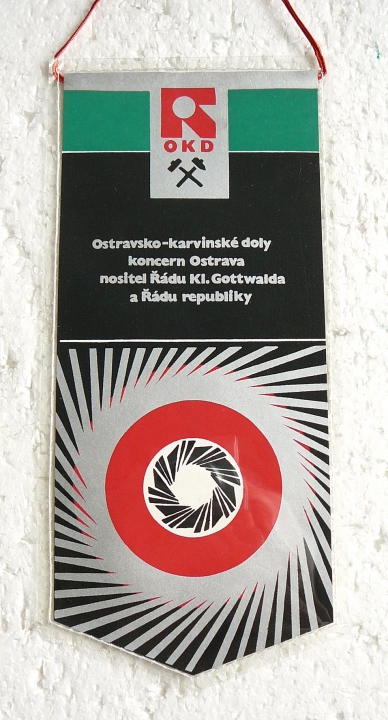 OKD
Ostravsko-karvinské doly
koncern Ostrava
nositel Řádu Kl. Gottwalda
a Řádu republiky